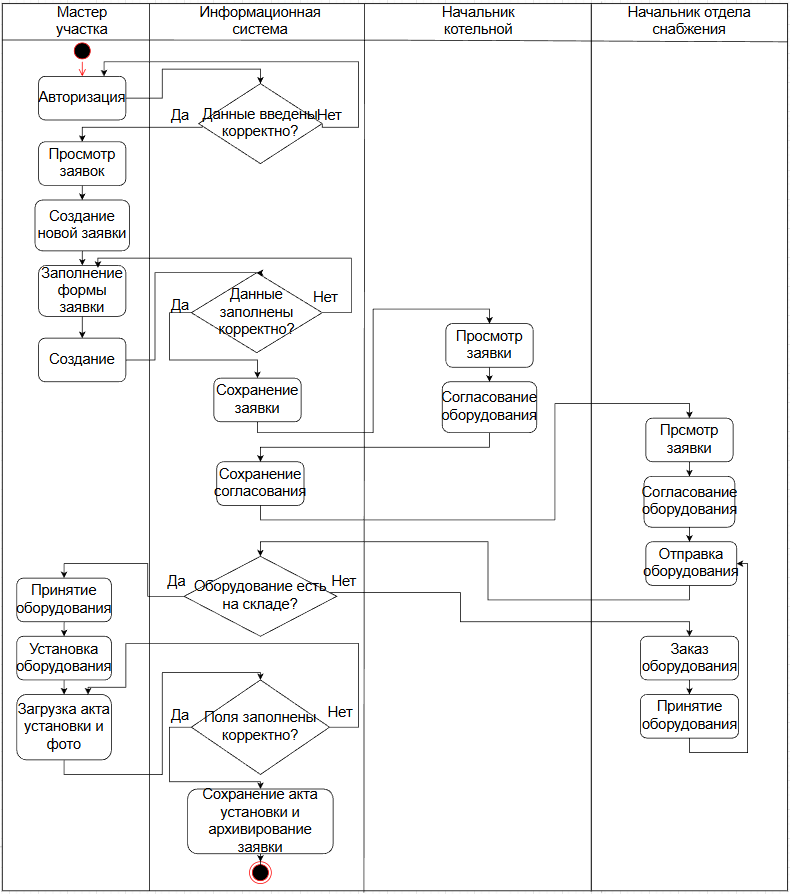 Мастер
участка
Информационная
система
Начальник
котельной
Начальник отдела
снабжения
Авторизация
Данные введены
корректно?
Да
Нет
Просмотр
заявок
Создание
новой заявки
Заполнение
формы
заявки
Создание
Данные
заполнены
корректно?
Да
Нет
Сохранение
заявки
Просмотр
заявки
Согласование
оборудования
Сохранение
согласования
Прсмотр
заявки
Согласование
оборудования
Отправка
оборудования
Оборудование есть
на складе?
Да
Нет
Принятие
оборудования
Установка
оборудования
Загрузка акта
установки и
фото
Заказ
оборудования
Принятие
оборудования
Поля заполнены
корректно?
Да
Нет
Сохранение акта
установки и
архивирование
заявки